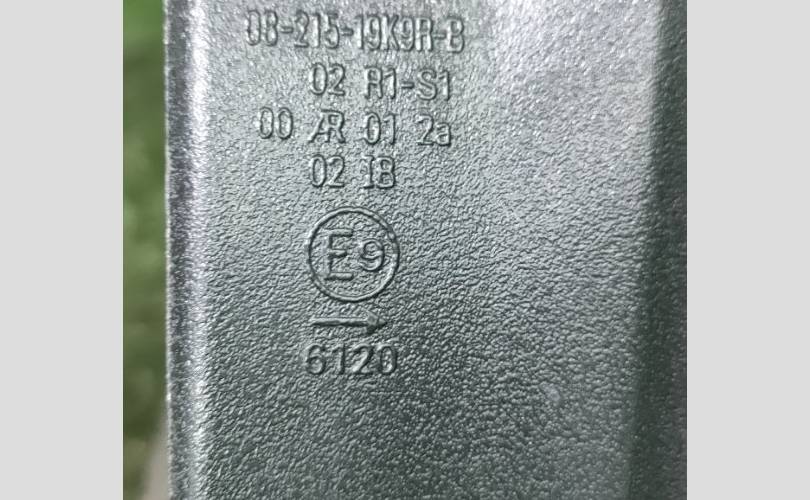 08-215-19K9R-B
02 R1-S1
00 AR 01 2a
02 IB
E9
→
6120